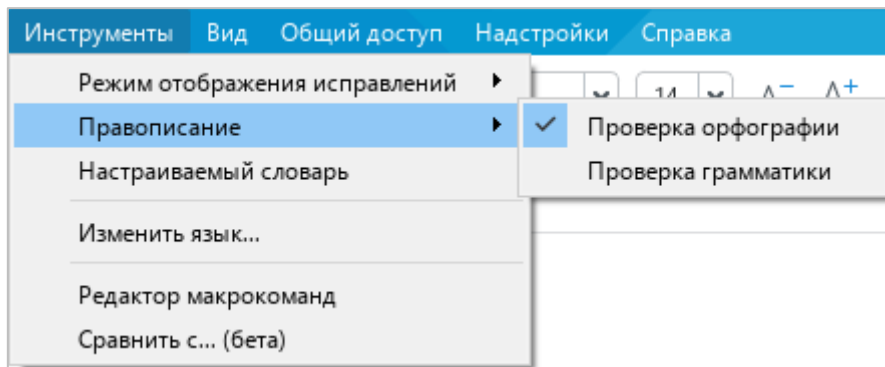 Инструменты Вид Общий доступ Надстройки Справка
Режим отображения исправлений
14 A− A+
Правописание
Проверка орфографии
Настраиваемый словарь
Проверка грамматики
Изменить язык...
Редактор макрокоманд
Сравнить с... (бета)